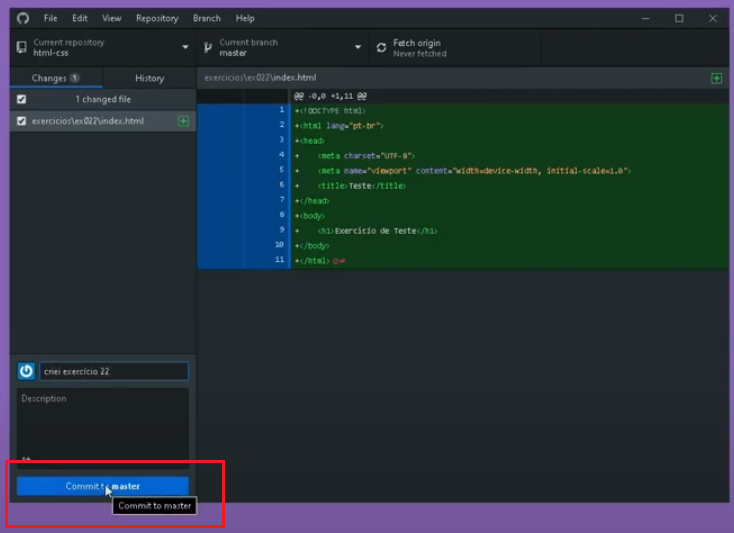 File Edit View Repository Branch Help
Current repository
html-css
Current branch
master
Fetch origin
Never fetched
Changes 1 History
1 changed file
exercicios\ex022\index.html
exercicios\ex022\index.html
@@ -0,0 +1,11 @@
1 +<!DOCTYPE html>
2 +<html lang="pt-br">
3 +<head>
4 + <meta charset="UTF-8">
5 + <meta name="viewport" content="width=device-width, initial-scale=1.0">
6 + <title>Teste</title>
7 +</head>
8 +<body>
9 + <h1>Exercício de Teste</h1>
10 +</body>
11 +</html>
criei exercício 22
Description
Commit to master
Commit to master